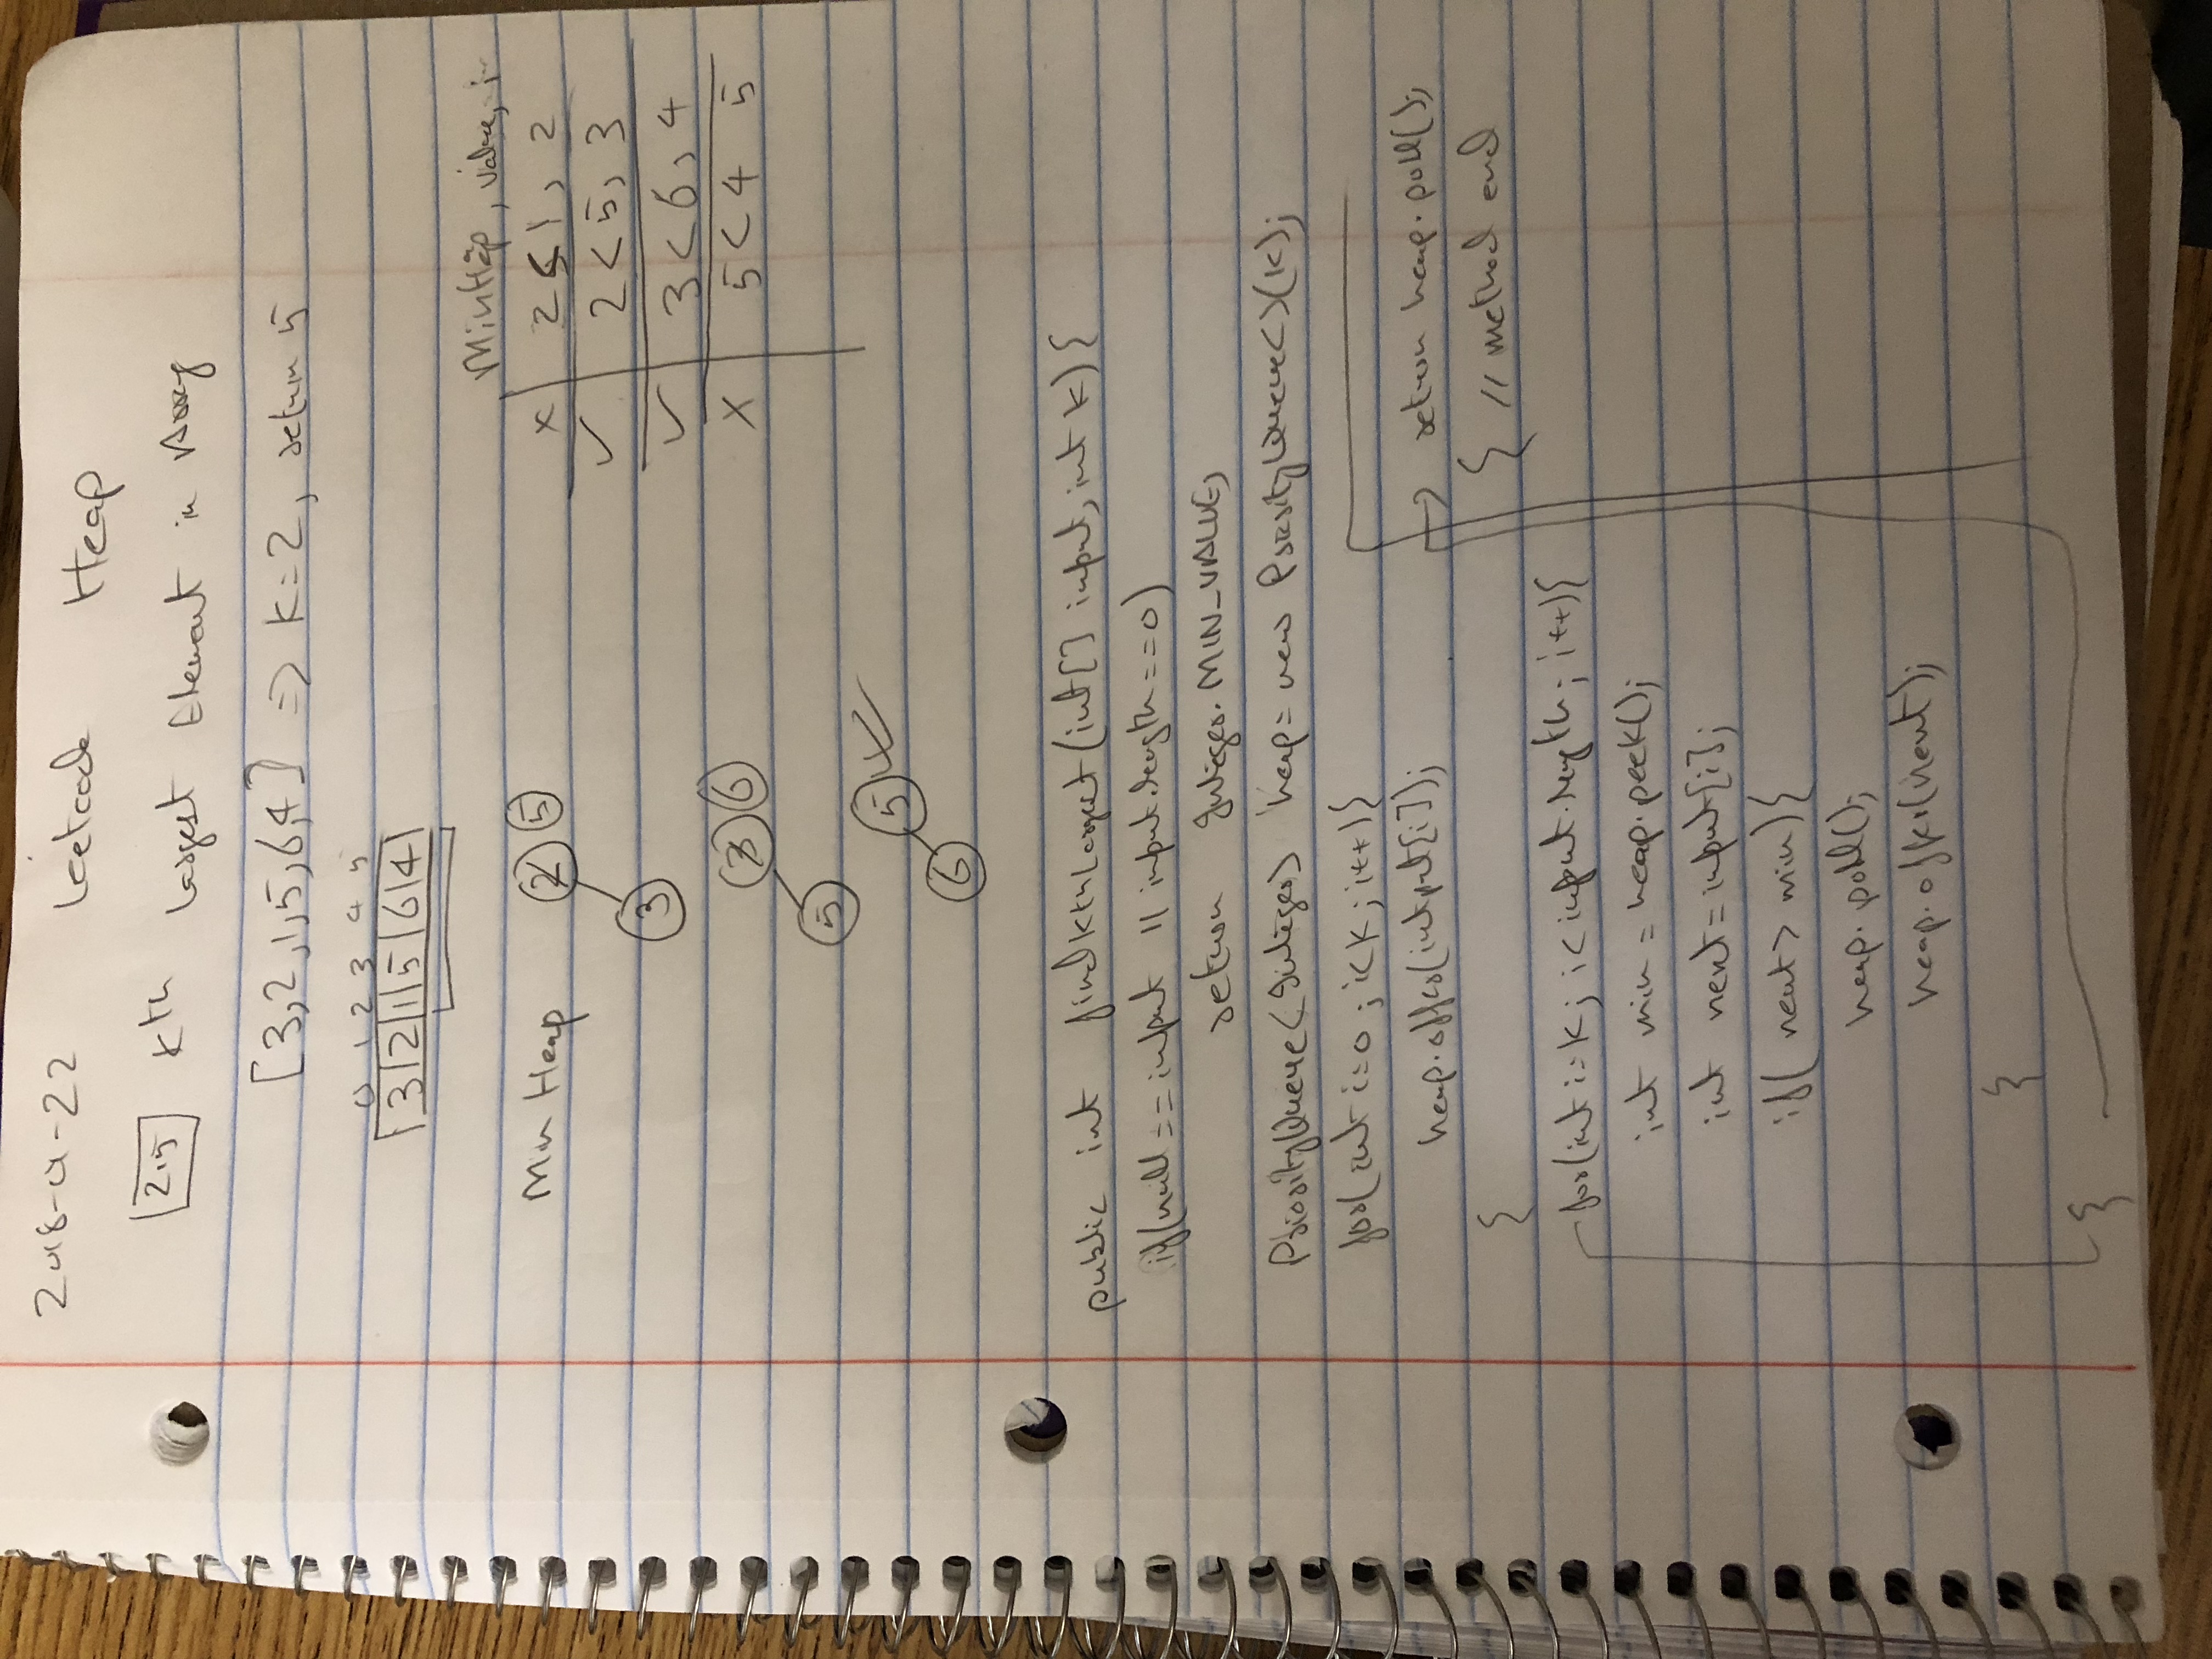 2018-01-22 Leetcode Heap
215 Kth Largest Element in Array
[3,2,1,5,6,4] => K=2, return 5
0 1 2 3 4 5
3 2 1 5 6 4
MinHeap, value, i
Min Heap 2 5
x 2<1, 2
3
✓ 2<5, 3
✓ 3<6, 4
3 6
x 5<4 5
5
5 ✓
6
public int findKthLargest(int[] input, int K){
if(null==input || input.length==0)
return Integer.MIN_VALUE;
PriorityQueue<Integer> heap = new PriorityQueue<>(K);
for(int i=0; i<K; i++){
heap.offer(intput[i]);
}
for(int i=K; i<input.length; i++){
int min = heap.peek();
int next = input[i];
if( next > min){
heap.poll();
heap.offer(next);
}
}
return heap.poll();
} // method end